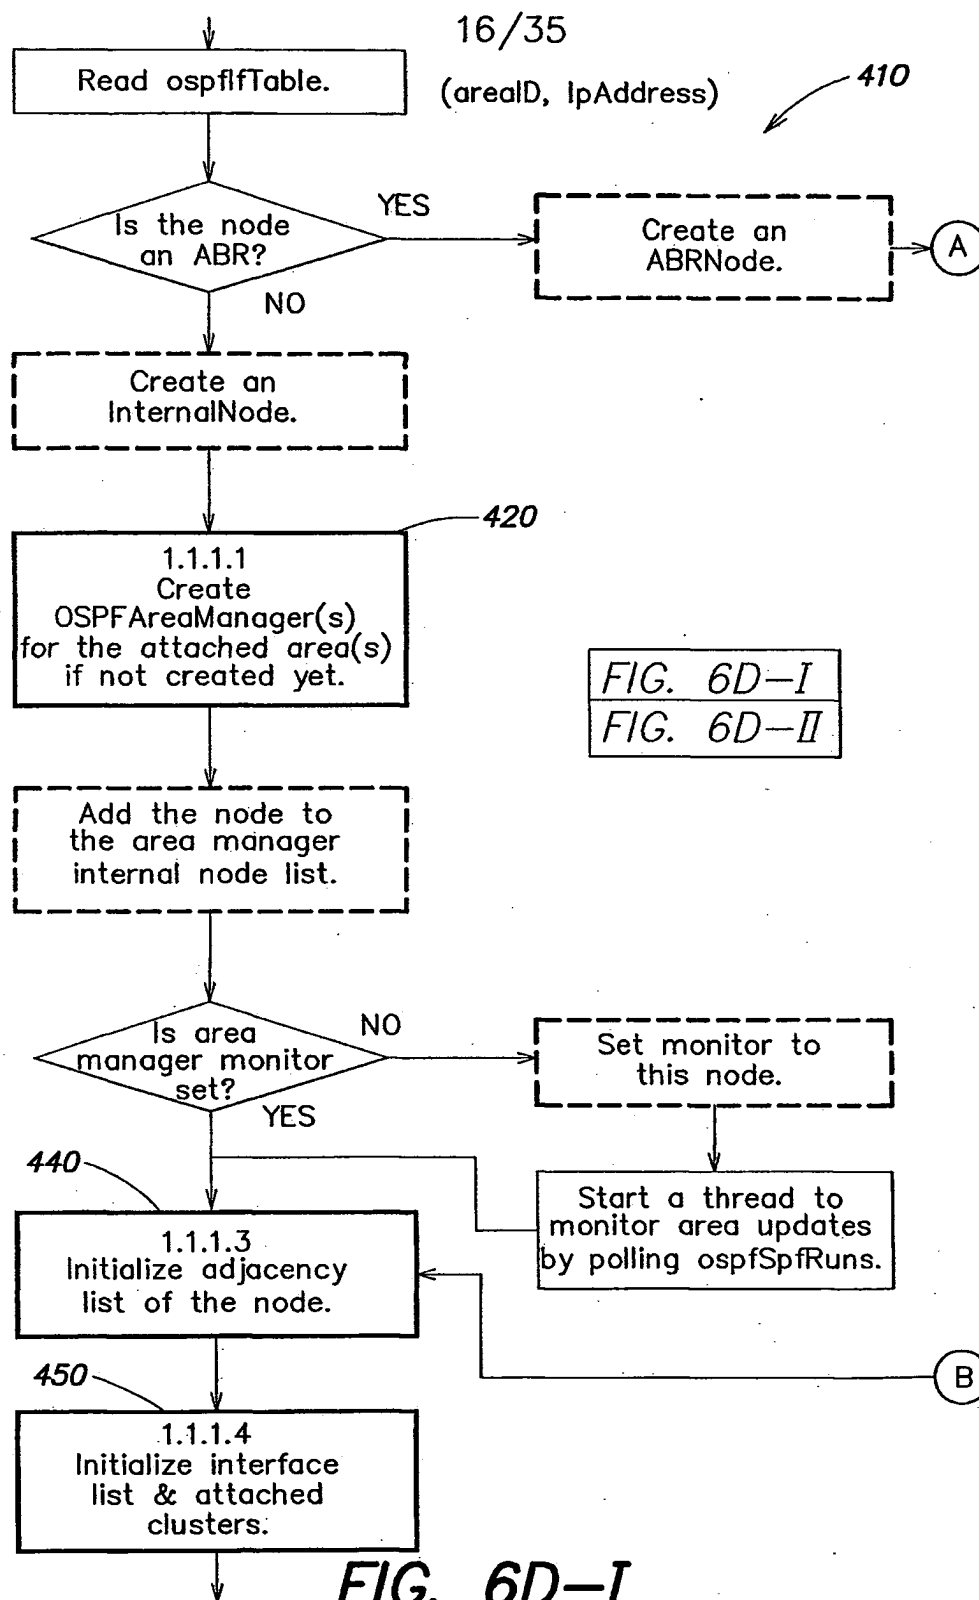 16/35
Read ospfIfTable.
(areaID, IpAddress)
410
Is the node
an ABR?
YES
NO
Create an
ABRNode.
A
Create an
InternalNode.
420
1.1.1.1
Create
OSPFAreaManager(s)
for the attached area(s)
if not created yet.
FIG. 6D-I
FIG. 6D-II
Add the node to
the area manager
internal node list.
Is area
manager monitor
set?
NO
YES
Set monitor to
this node.
Start a thread to
monitor area updates
by polling ospfSpfRuns.
440
1.1.1.3
Initialize adjacency
list of the node.
B
450
1.1.1.4
Initialize interface
list & attached
clusters.
FIG. 6D-I